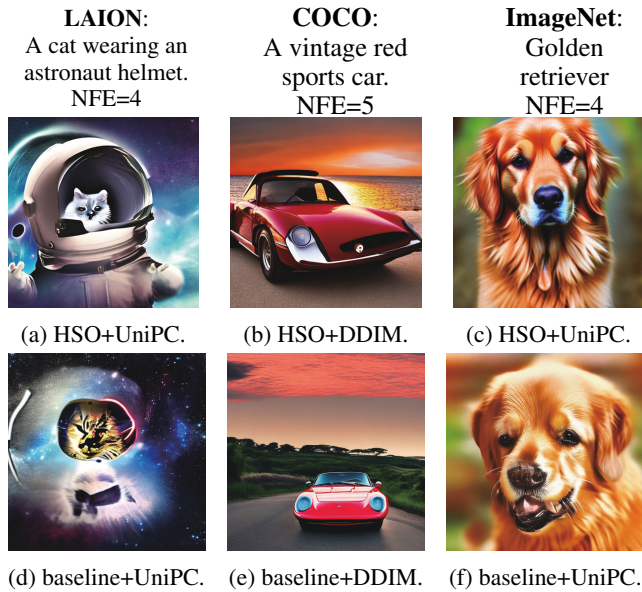 LAION:
A cat wearing an
astronaut helmet.
NFE=4
COCO:
A vintage red
sports car.
NFE=5
ImageNet:
Golden
retriever
NFE=4
(a) HSO+UniPC.
(b) HSO+DDIM.
(c) HSO+UniPC.
(d) baseline+UniPC.
(e) baseline+DDIM.
(f) baseline+UniPC.